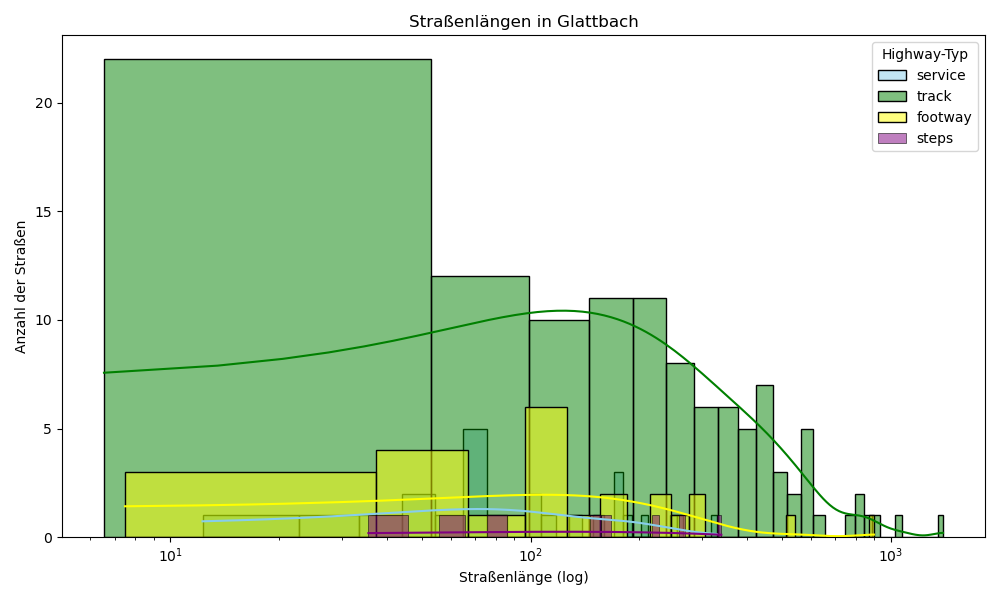 Straßenlängen in Glattbach
Highway-Typ
service
track
footway
steps
Anzahl der Straßen
20
15
10
5
0
10¹
10²
10³
Straßenlänge (log)